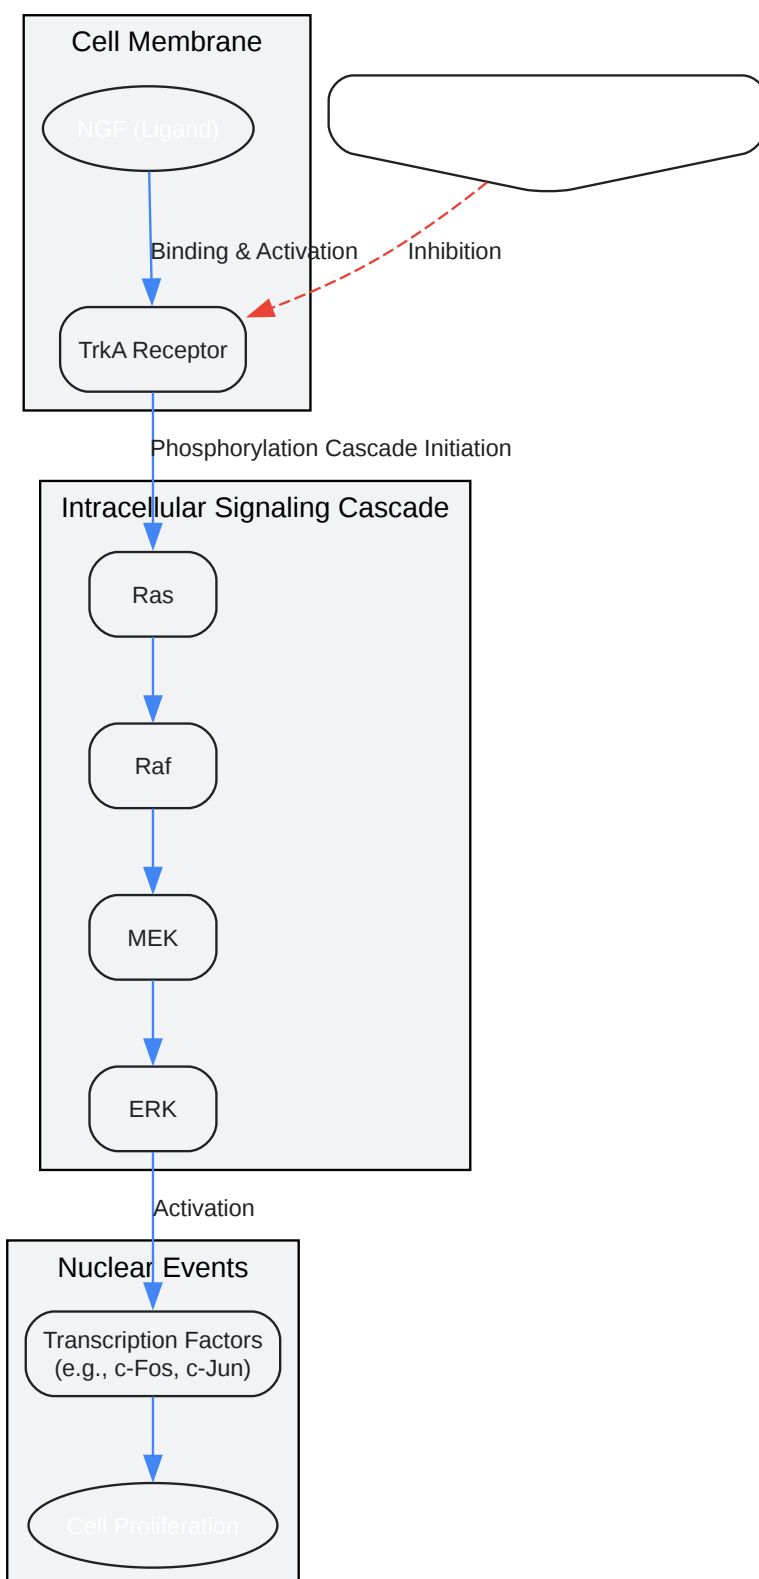 Cell Membrane
NGF (Ligand)
Binding & Activation
Inhibition
TrkA Receptor
Phosphorylation Cascade Initiation
Intracellular Signaling Cascade
Ras
Raf
MEK
ERK
Activation
Nuclear Events
Transcription Factors
(e.g., c-Fos, c-Jun)
Cell Proliferation